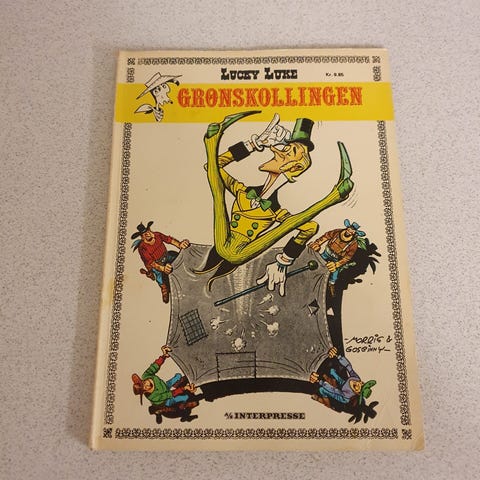 LUCKY LUKE
Kr. 9.85
GRØNSKOLLINGEN
-MORRIS &
GOSCINNY-
A/S INTERPRESSE